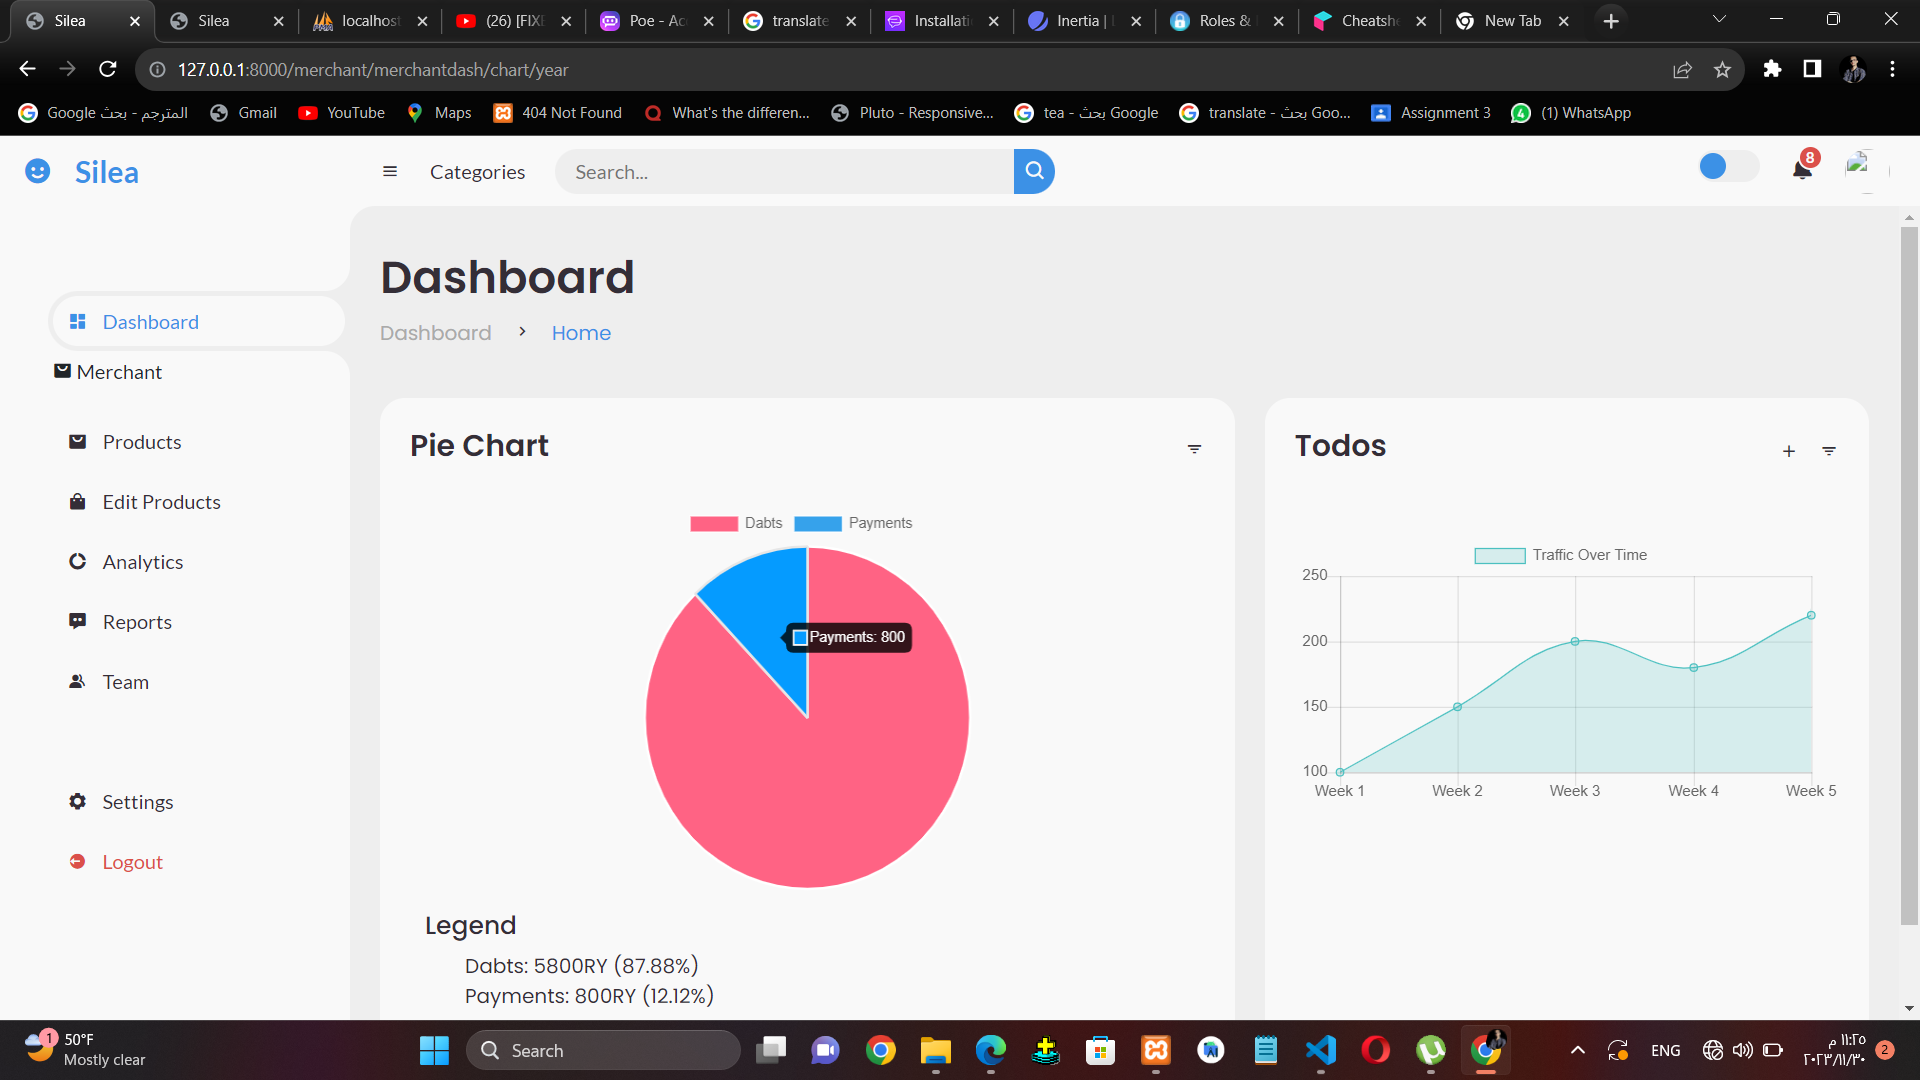 Silea
Silea
localhost
(26) [FIX
Poe - Ac
translate
Installati
Inertia |
Roles &
Cheatsh
New Tab
127.0.0.1:8000/merchant/merchantdash/chart/year
المترجم - بحث Google
Gmail
YouTube
Maps
404 Not Found
What's the differen...
Pluto - Responsive...
tea - بحث Google
translate - بحث Goo...
Assignment 3
4
(1) WhatsApp
Silea
Categories
Search...
8
Dashboard
Dashboard > Home
Dashboard
Merchant
Products
Edit Products
Analytics
Reports
Team
Settings
Logout
Pie Chart
Dabts
Payments
Payments: 800
Legend
Dabts: 5800RY (87.88%)
Payments: 800RY (12.12%)
Todos
Traffic Over Time
250
200
150
100
Week 1
Week 2
Week 3
Week 4
Week 5
1
50°F
Mostly clear
Search
ENG
١١:٢٥ م
٢٠٢٣/١١/٣٠
2